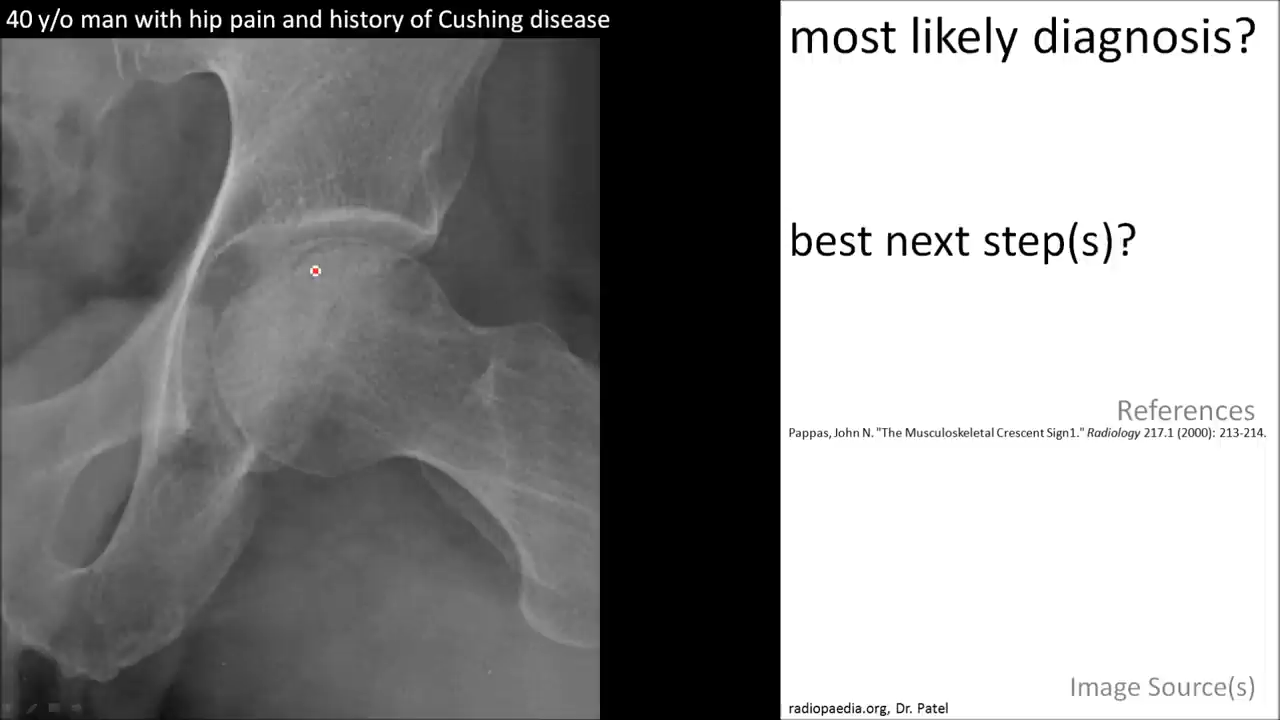 40 y/o man with hip pain and history of Cushing disease
most likely diagnosis?
best next step(s)?
References
Pappas, John N. "The Musculoskeletal Crescent Sign1." Radiology 217.1 (2000): 213-214.
Image Source(s)
radiopaedia.org, Dr. Patel